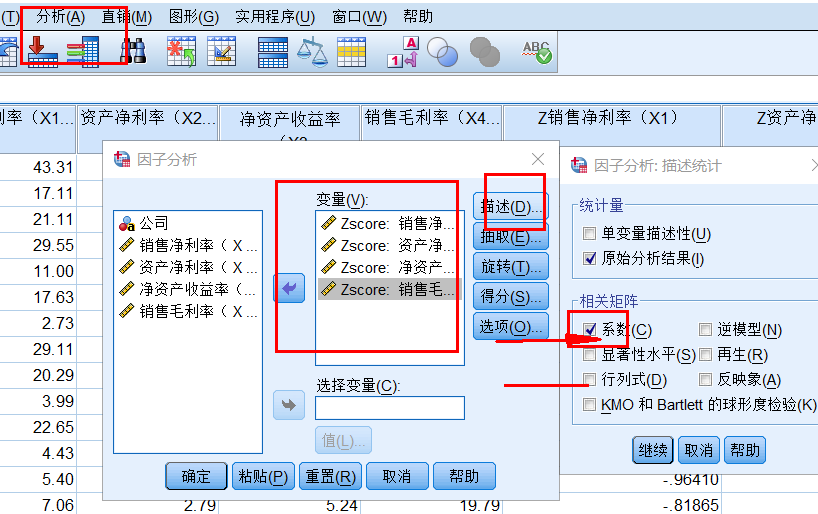 (T) 分析(A) 直销(M) 图形(G) 实用程序(U) 窗口(W) 帮助
A
1
ABC
利率（X1... 资产净利率（X2... 净资产收益率 销售毛利率（X4... Z销售净利率（X1） Z资产净
43.31
17.11
21.11
29.55
11.00
17.63
2.73
29.11
20.29
3.99
22.65
4.43
5.40 -.96410
7.06 2.79 5.24 19.79 -.81865
因子分析
公司
销售净利率（ X ...
资产净利率（ X ...
净资产收益率（...
销售毛利率（ X ...
变量(V):
Zscore: 销售净...
Zscore: 资产净...
Zscore: 净资产...
Zscore: 销售毛...
描述(D)...
抽取(E)...
旋转(T)...
得分(S)...
选项(O)...
选择变量(C):
值(L)...
确定 粘贴(P) 重置(R) 取消 帮助
因子分析: 描述统计
统计量
单变量描述性(U)
原始分析结果(I)
相关矩阵
系数(C) 逆模型(N)
显著性水平(S) 再生(R)
行列式(D) 反映象(A)
KMO 和 Bartlett 的球形度检验(K)
继续 取消 帮助